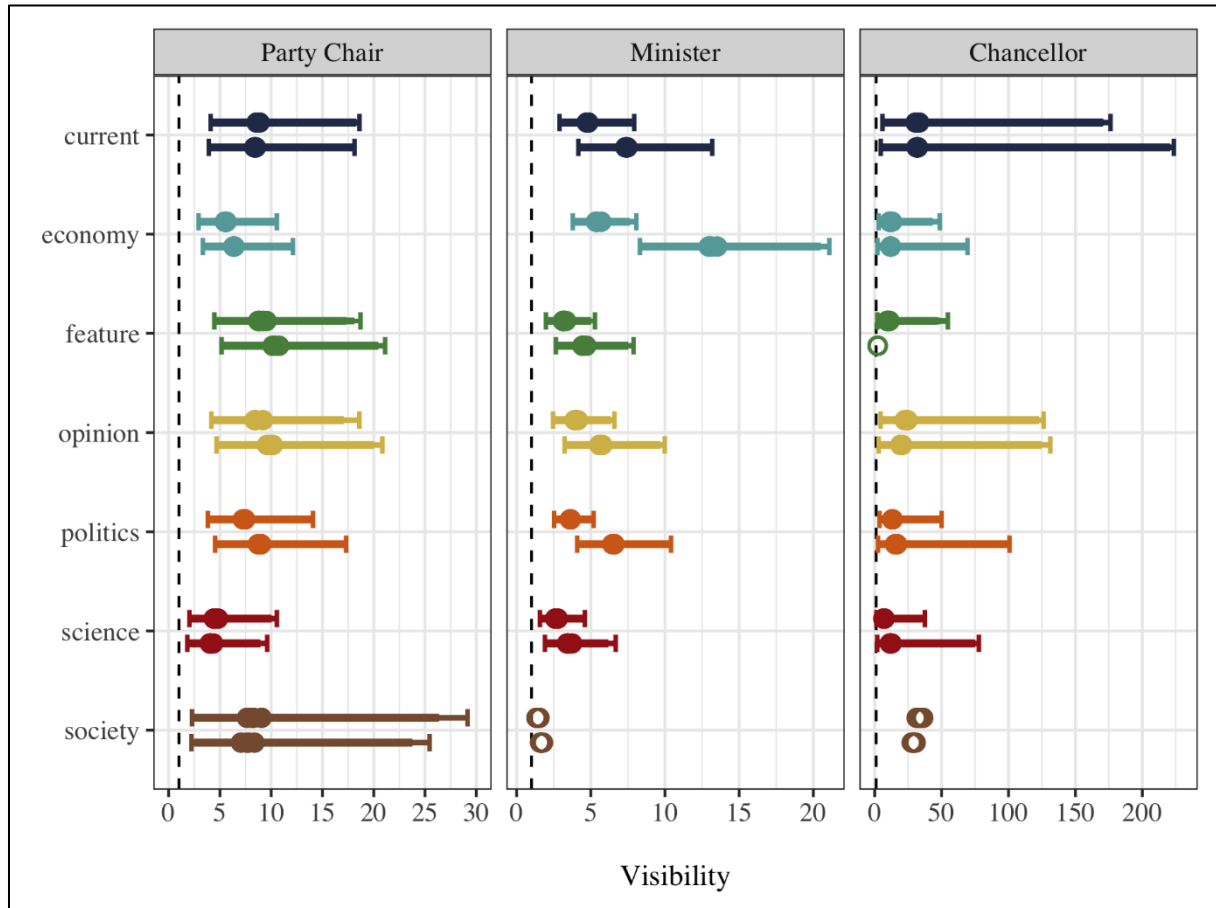 Party Chair Minister Chancellor
current
economy
feature
opinion
politics
science
society
0 5 10 15 20 25 30 0 5 10 15 20 0 50 100 150 200
Visibility